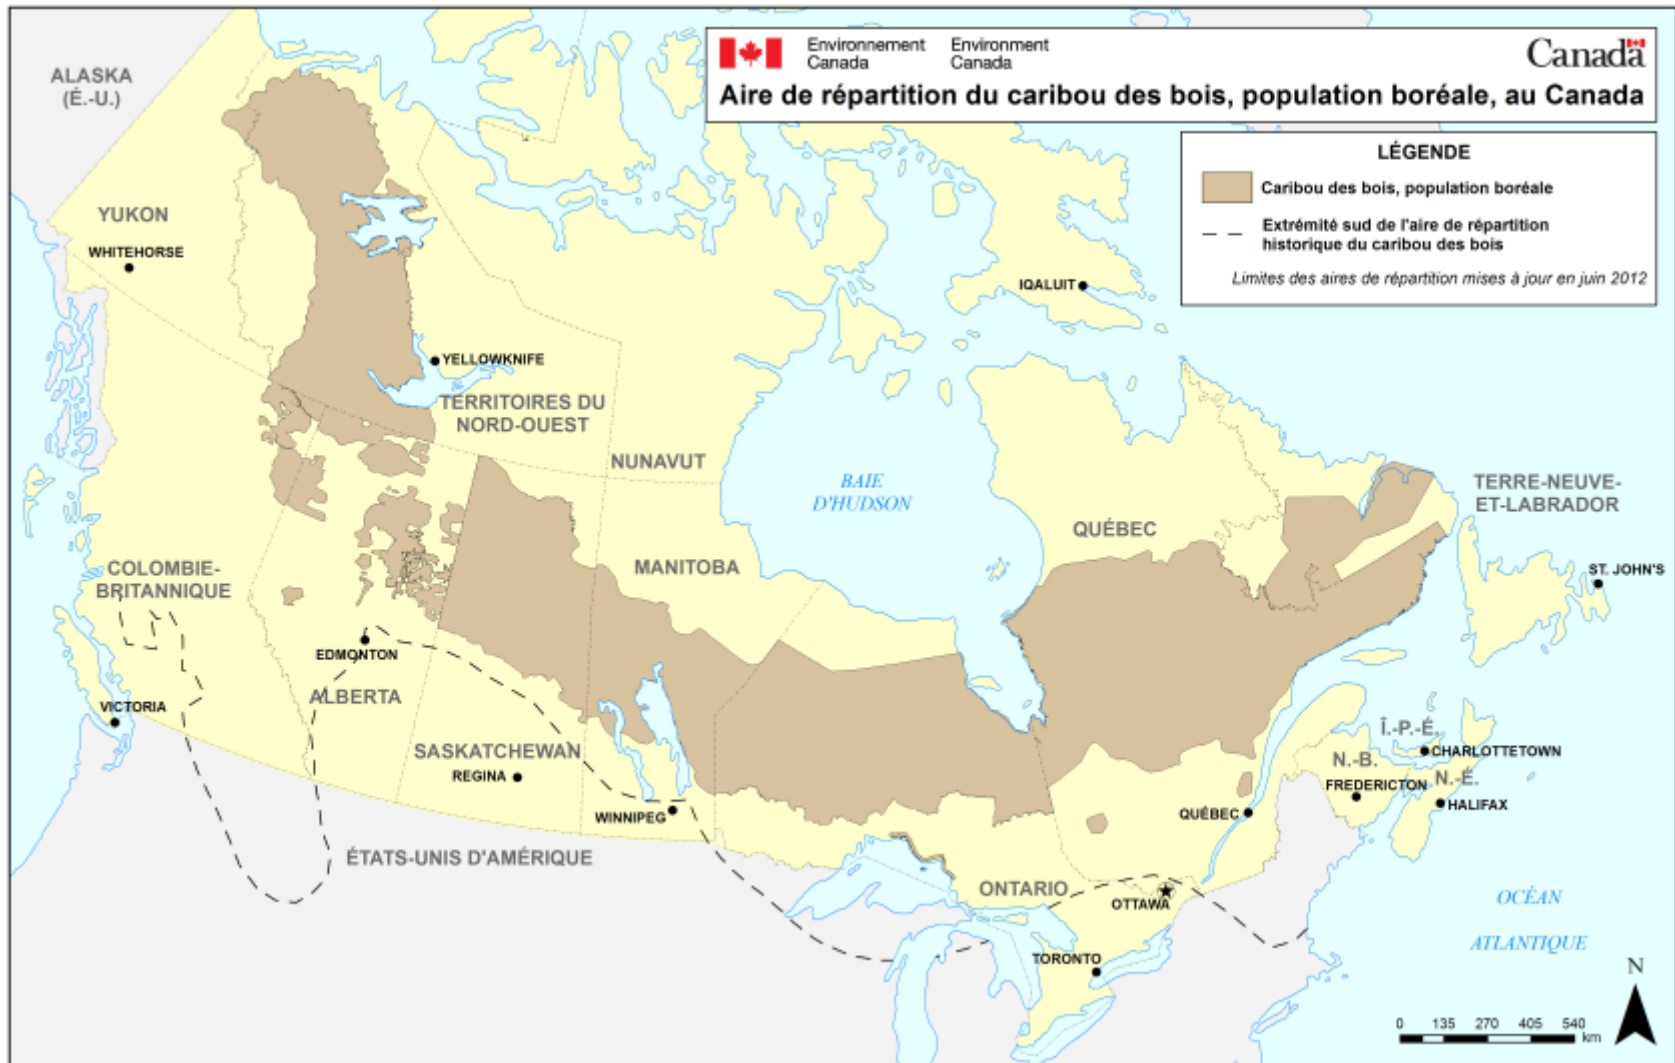 Environnement Canada
Environment Canada
Canada
Aire de répartition du caribou des bois, population boréale, au Canada
LÉGENDE
Caribou des bois, population boréale
Extrémité sud de l'aire de répartition
historique du caribou des bois
Limites des aires de répartition mises à jour en juin 2012
ALASKA
(É.-U.)
YUKON
WHITEHORSE
IQALUIT
YELLOWKNIFE
TERRITOIRES DU
NORD-OUEST
NUNAVUT
BAIE
D'HUDSON
QUÉBEC
TERRE-NEUVE-
ET-LABRADOR
ST. JOHN'S
COLOMBIE-
BRITANNIQUE
MANITOBA
EDMONTON
ALBERTA
VICTORIA
SASKATCHEWAN
REGINA
WINNIPEG
Î.-P.-É.
CHARLOTTETOWN
N.-B.
N.-É.
FREDERICTON
HALIFAX
QUÉBEC
ÉTATS-UNIS D'AMÉRIQUE
ONTARIO
OTTAWA
TORONTO
OCÉAN
ATLANTIQUE
N
0 135 270 405 540
km